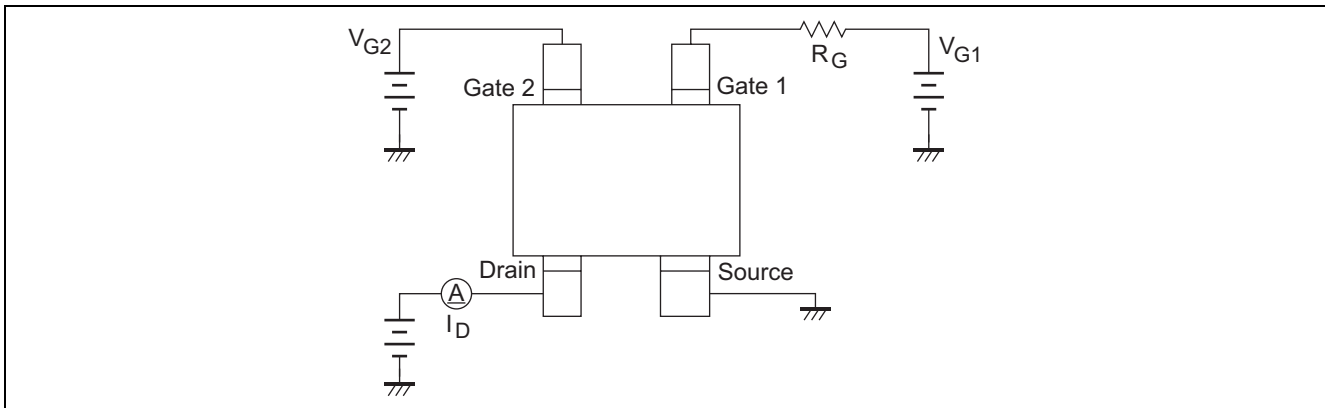 VG2
RG
VG1
Gate 2
Gate 1
Drain
Source
A
ID